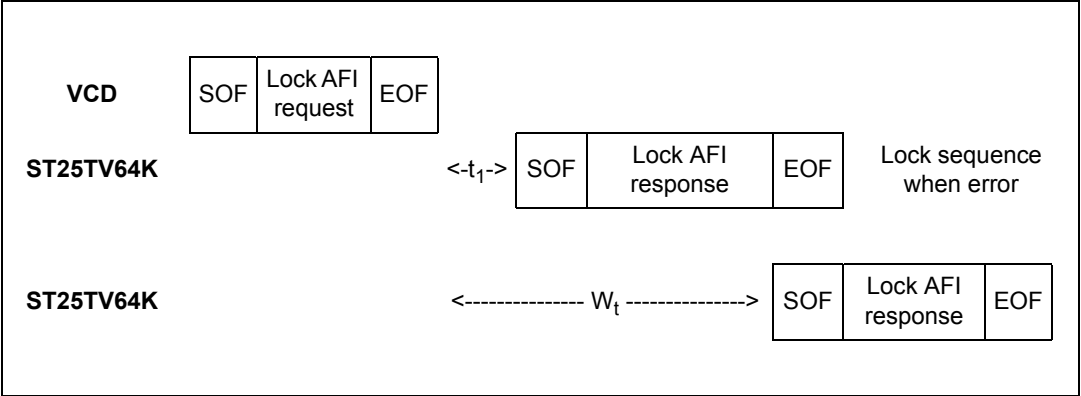 VCD SOF Lock AFI request EOF
ST25TV64K <-t1-> SOF Lock AFI response EOF Lock sequence when error
ST25TV64K <--------------- Wt ---------------> SOF Lock AFI response EOF